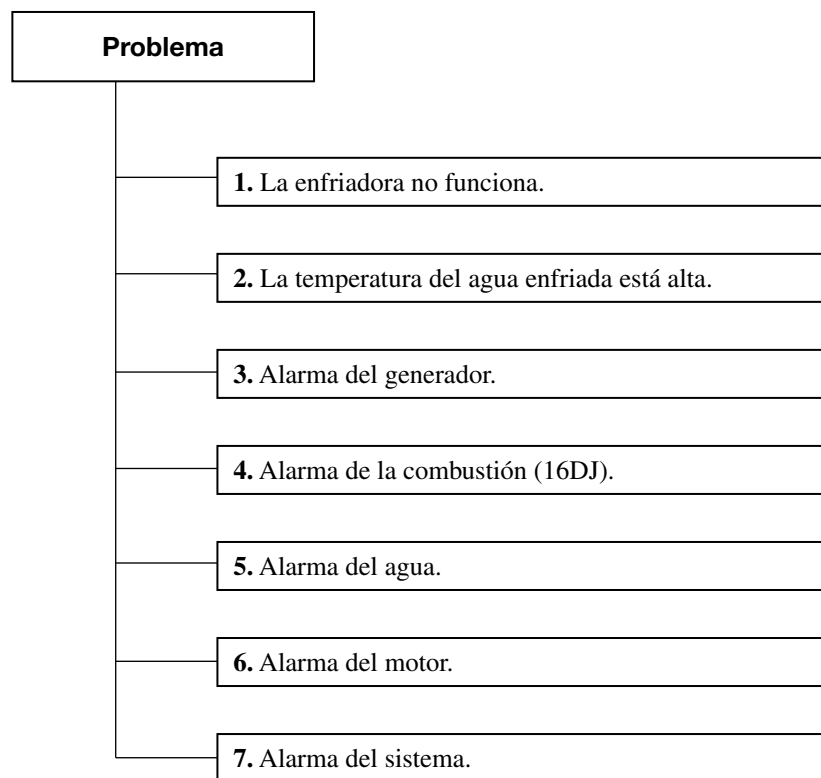 Problema
1. La enfriadora no funciona.
2. La temperatura del agua enfriada está alta.
3. Alarma del generador.
4. Alarma de la combustión (16DJ).
5. Alarma del agua.
6. Alarma del motor.
7. Alarma del sistema.